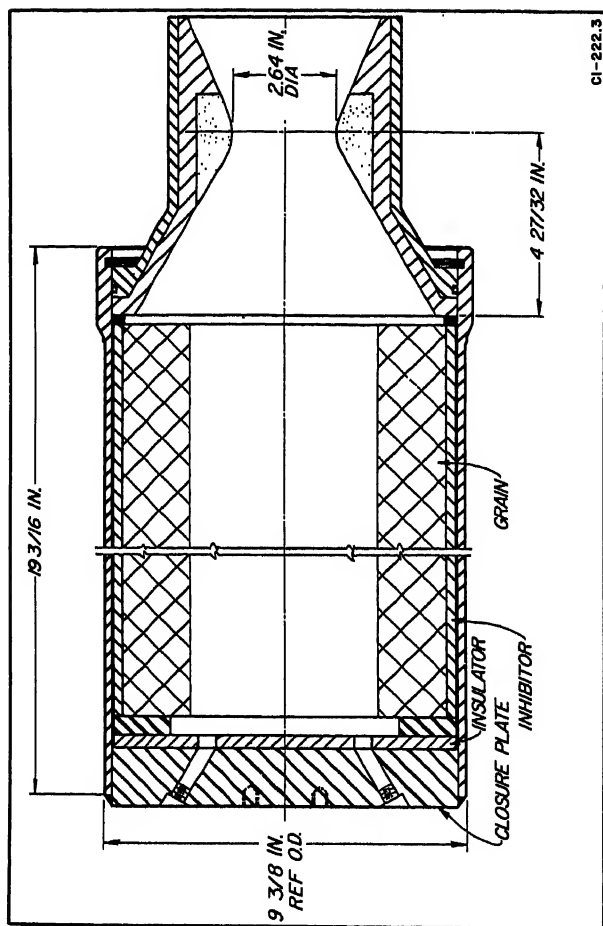 19 3/16 IN.
2.64 IN.
DIA
4 27/32 IN.
9 3/8 IN.
REF O.D.
GRAIN
INSULATOR
INHIBITOR
CLOSURE PLATE
CI-222.3